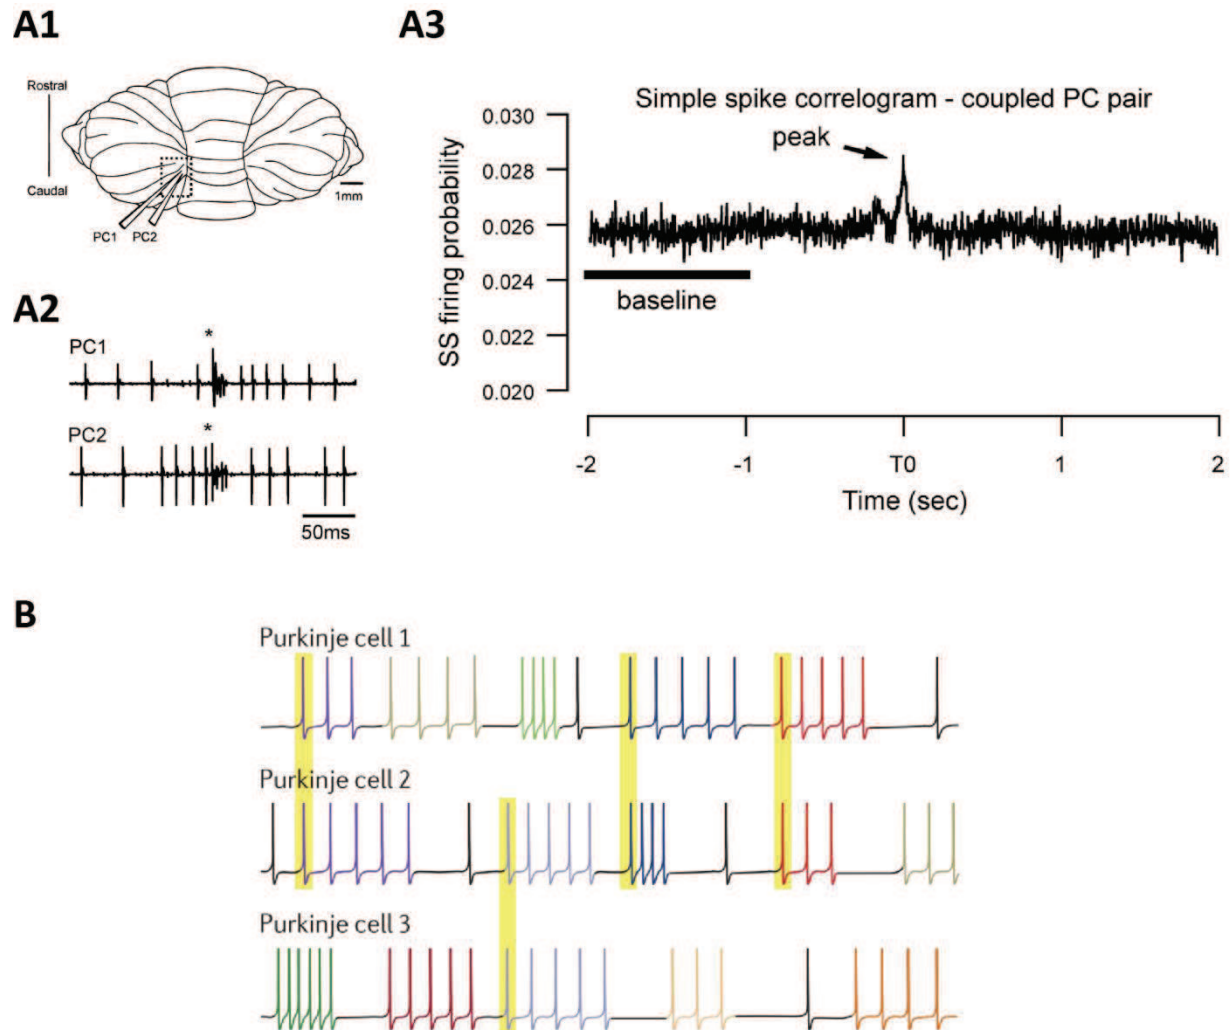 A1
Rostral
Caudal
1mm
PC1 PC2
A2
PC1
*
PC2
*
50ms
A3
Simple spike correlogram - coupled PC pair
peak
0.030
0.028
0.026
0.024
0.022
0.020
SS firing probability
baseline
-2 -1 T0 1 2
Time (sec)
B
Purkinje cell 1
Purkinje cell 2
Purkinje cell 3